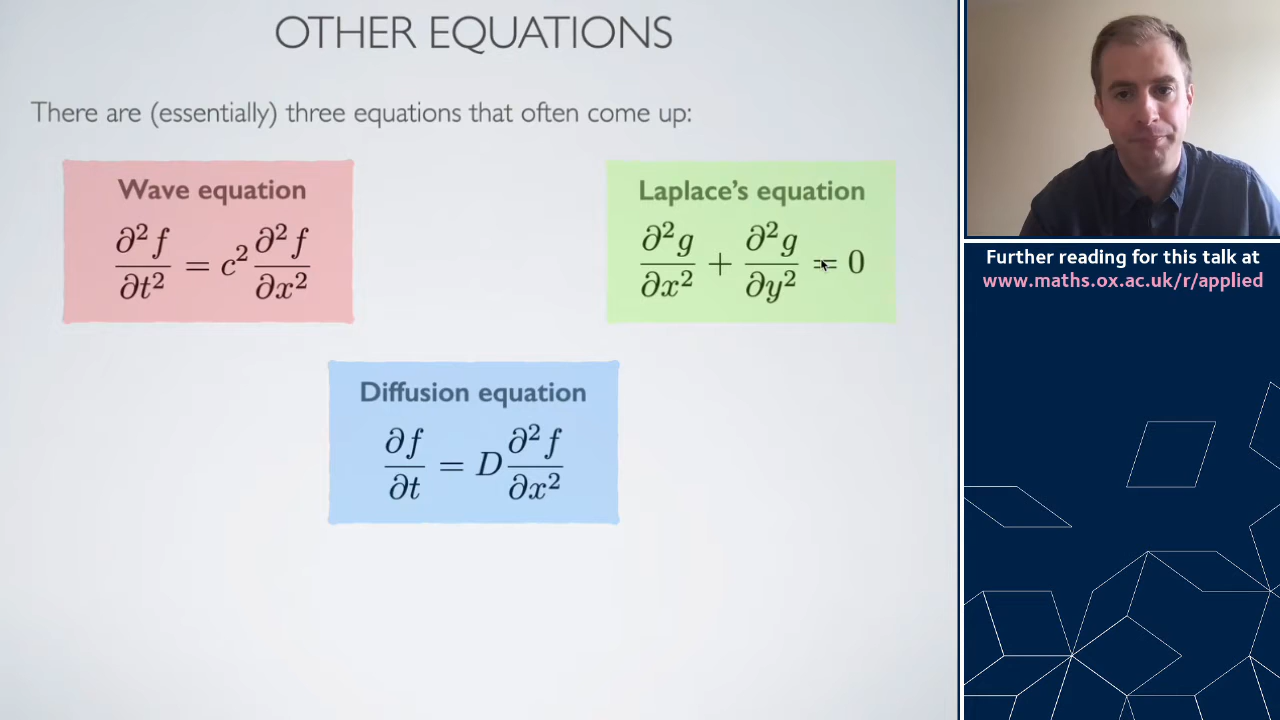 OTHER EQUATIONS
There are (essentially) three equations that often come up:
Wave equation
∂²f/∂t² = c² ∂²f/∂x²
Laplace's equation
∂²g/∂x² + ∂²g/∂y² = 0
Diffusion equation
∂f/∂t = D ∂²f/∂x²
Further reading for this talk at
www.maths.ox.ac.uk/r/applied